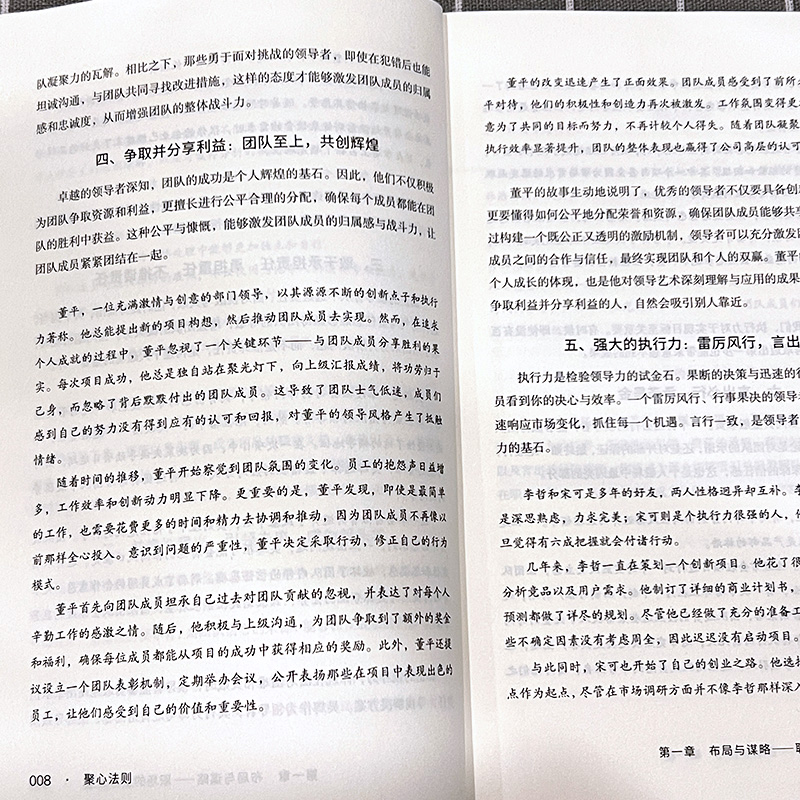 队凝聚力的瓦解。相比之下，那些勇于面对挑战的领导者，即使在犯错后也能
坦诚沟通，与团队共同寻找改进措施，这样的态度才能够激发团队成员的归属
感和忠诚度，从而增强团队的整体战斗力。
四、争取并分享利益：团队至上，共创辉煌
卓越的领导者深知，团队的成功是个人辉煌的基石。因此，他们不仅积极
为团队争取资源和利益，更擅长进行公平合理的分配，确保每个成员都能在团
队的胜利中获益。这种公平与慷慨，能够激发团队成员的归属感与战斗力，让
团队成员紧紧团结在一起。
董平，一位充满激情与创意的部门领导，以其源源不断的创新点子和执行
力著称。他总能提出新的项目构想，然后推动团队成员去实现。然而，在追求
个人成就的过程中，董平忽视了一个关键环节——与团队成员分享胜利的果
实。每次项目成功，他总是独自站在聚光灯下，向上级汇报成绩，将功劳归于
己身，而忽略了背后默默付出的团队成员。这导致了团队士气低迷，成员们
感到自己的努力没有得到应有的认可和回报，对董平的领导风格产生了抵触
情绪。
随着时间的推移，董平开始察觉到团队氛围的变化。员工的抱怨声日益增
多，工作效率和创新动力明显下降。更重要的是，董平发现，即使是最简单
的工作，也需要花费更多的时间和精力去协调和推动，因为团队成员不再像以
前那样全心投入。意识到问题的严重性，董平决定采取行动，修正自己的行为
模式。
董平首先向团队成员坦承自己过去对团队贡献的忽视，并表达了对每个人
辛勤工作的感激之情。随后，他积极与上级沟通，为团队争取到了额外的奖金
和福利，确保每位成员都能从项目的成功中获得相应的奖励。此外，董平还提
议设立一个团队表彰机制，定期举办会议，公开表扬那些在项目中表现出色的
员工，让他们感受到自己的价值和重要性。
008 · 聚心法则
董平的改变迅速产生了正面效果。团队成员感受到了前所
平对待，他们的积极性和创造力再次被激发。工作氛围变得更
意为了共同的目标而努力，不再计较个人得失。随着团队凝聚
执行效率显著提升，团队的整体表现也赢得了公司高层的认可
董平的故事生动地说明了，优秀的领导者不仅要具备创
更要懂得如何公平地分配荣誉和资源，确保团队成员能够共享
过构建一个既公正又透明的激励机制，领导者可以充分激发团
成员之间的合作与信任，最终实现团队和个人的双赢。董平的
个人成长的体现，也是他对领导艺术深刻理解与应用的成果
争取利益并分享利益的人，自然会吸引别人靠近。
五、强大的执行力：雷厉风行，言出
执行力是检验领导力的试金石。果断的决策与迅速的行
员看到你的决心与效率。一个雷厉风行、行事果决的领导者
速响应市场变化，抓住每一个机遇。言行一致，是领导者
力的基石。
李哲和宋可是多年的好友，两人性格迥异却互补。李
是深思熟虑，力求完美；宋可则是个执行力很强的人，他
旦觉得有六成把握就会付诸行动。
几年来，李哲一直在策划一个创新项目。他花了很
分析竞品以及用户需求。他制订了详细的商业计划书，
预测都做了详尽的规划。尽管他已经做了充分的准备工
些不确定因素没有考虑周全，因此迟迟没有启动项目。
与此同时，宋可也开始了自己的创业之路。他选择
点作为起点，尽管在市场调研方面并不像李哲那样深入
第一章 布局与谋略——